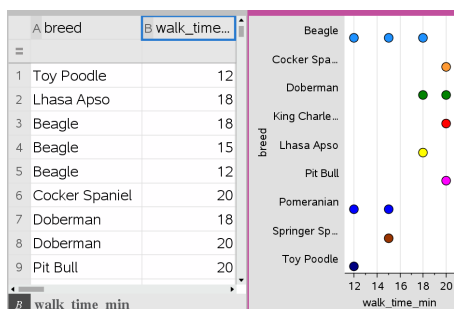 A breed B walk_time...
=
1 Toy Poodle 12
2 Lhasa Apso 18
3 Beagle 18
4 Beagle 15
5 Beagle 12
6 Cocker Spaniel 20
7 Doberman 18
8 Doberman 20
9 Pit Bull 20
B walk_time_min
Beagle
Cocker Spa...
Doberman
King Charle...
Lhasa Apso
Pit Bull
Pomeranian
Springer Sp...
Toy Poodle
breed
12 14 16 18 20
walk_time_min